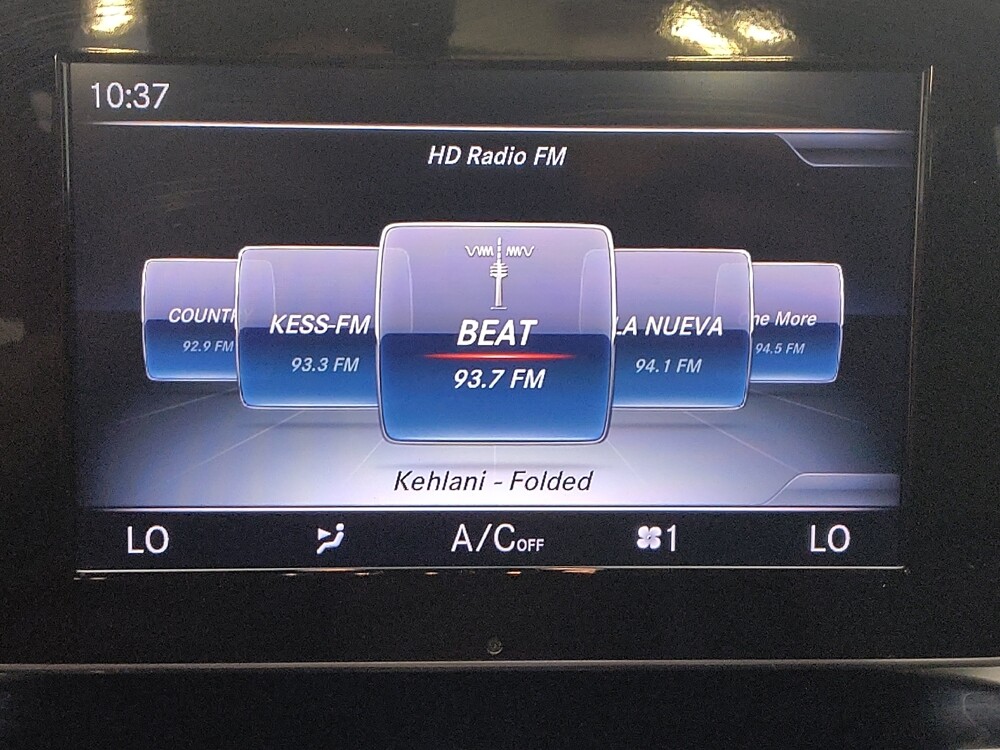 10:37
HD Radio FM
COUNTR
92.9 FM
KESS-FM
93.3 FM
BEAT
93.7 FM
LA NUEVA
94.1 FM
ne More
94.5 FM
Kehlani - Folded
LO A/C OFF 1 LO